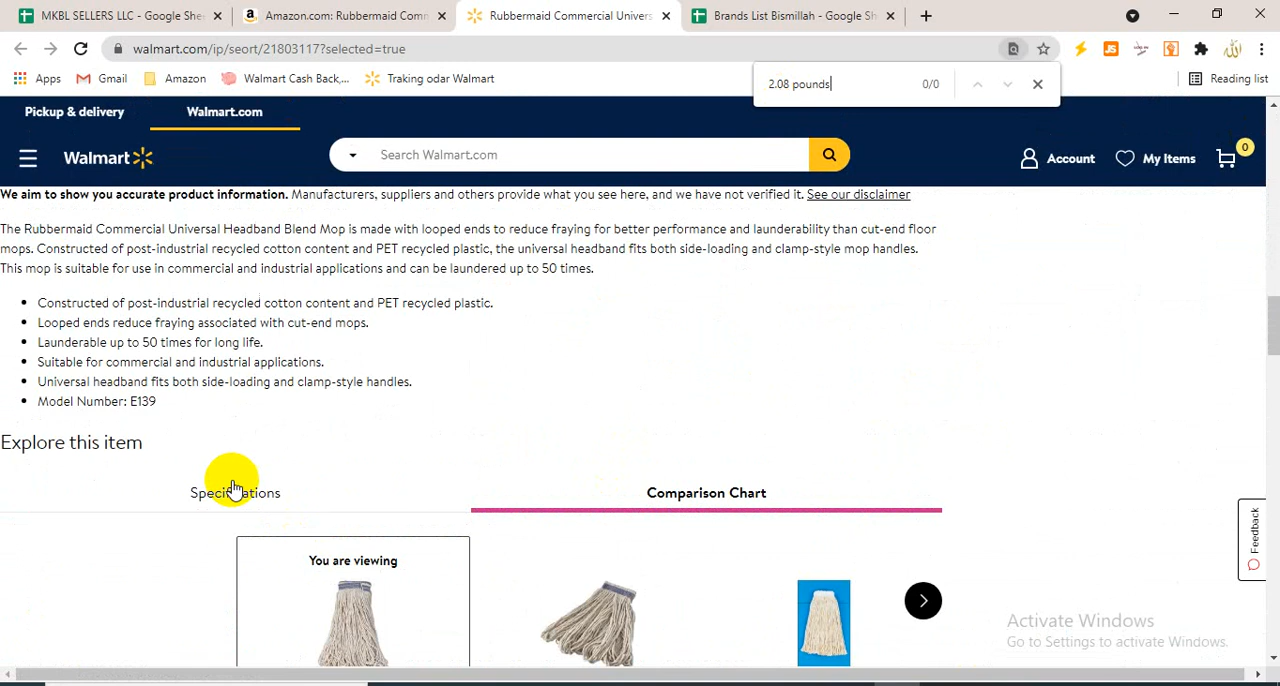 MKBL SELLERS LLC - Google Shee
Amazon.com: Rubbermaid Comm
Rubbermaid Commercial Univers
Brands List Bismillah - Google Sh
walmart.com/ip/seort/21803117?selected=true
Apps
Gmail
Amazon
Walmart Cash Back,...
Traking odar Walmart
Reading list
2.08 pounds
0/0
Pickup & delivery
Walmart.com
Walmart
Search Walmart.com
Account
My Items
0
We aim to show you accurate product information. Manufacturers, suppliers and others provide what you see here, and we have not verified it. See our disclaimer
The Rubbermaid Commercial Universal Headband Blend Mop is made with looped ends to reduce fraying for better performance and launderability than cut-end floor
mops. Constructed of post-industrial recycled cotton content and PET recycled plastic, the universal headband fits both side-loading and clamp-style mop handles.
This mop is suitable for use in commercial and industrial applications and can be laundered up to 50 times.
Constructed of post-industrial recycled cotton content and PET recycled plastic.
Looped ends reduce fraying associated with cut-end mops.
Launderable up to 50 times for long life.
Suitable for commercial and industrial applications.
Universal headband fits both side-loading and clamp-style handles.
Model Number: E139
Explore this item
Specifications
Comparison Chart
You are viewing
Feedback
Activate Windows
Go to Settings to activate Windows.